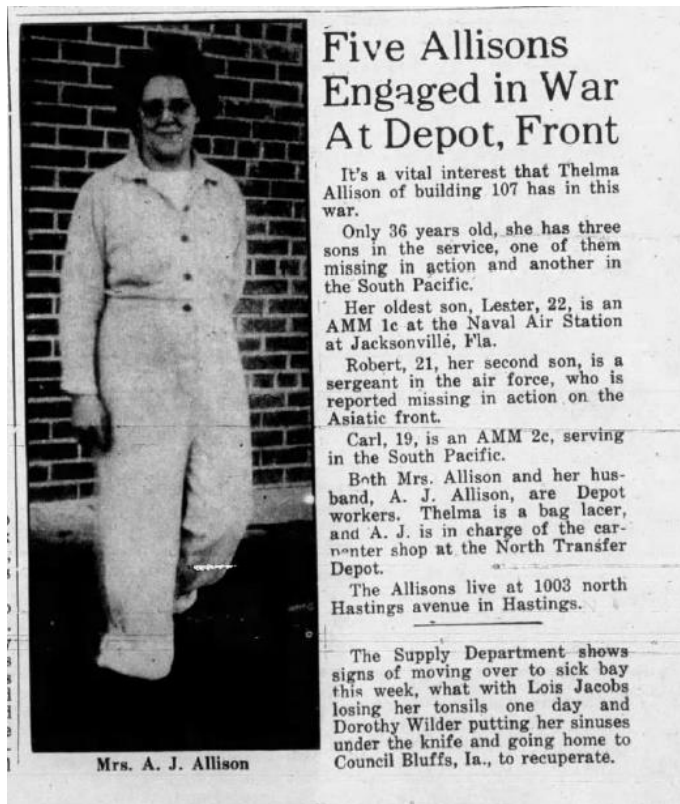 Five Allisons
Engaged in War
At Depot, Front
It's a vital interest that Thelma
Allison of building 107 has in this
war.
Only 36 years old, she has three
sons in the service, one of them
missing in action and another in
the South Pacific.
Her oldest son, Lester, 22, is an
AMM 1c at the Naval Air Station
at Jacksonville, Fla.
Robert, 21, her second son, is a
sergeant in the air force, who is
reported missing in action on the
Asiatic front.
Carl, 19, is an AMM 2c, serving
in the South Pacific.
Both Mrs. Allison and her hus-
band, A. J. Allison, are Depot
workers. Thelma is a bag lacer,
and A. J. is in charge of the car-
penter shop at the North Transfer
Depot.
The Allisons live at 1003 north
Hastings avenue in Hastings.
The Supply Department shows
signs of moving over to sick bay
this week, what with Lois Jacobs
losing her tonsils one day and
Dorothy Wilder putting her sinuses
under the knife and going home to
Council Bluffs, Ia., to recuperate.
Mrs. A. J. Allison